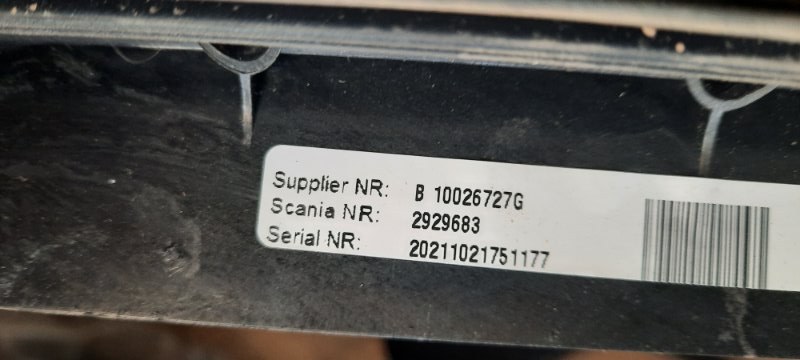 Supplier NR: B 10026727G
Scania NR: 2929683
Serial NR: 20211021751177